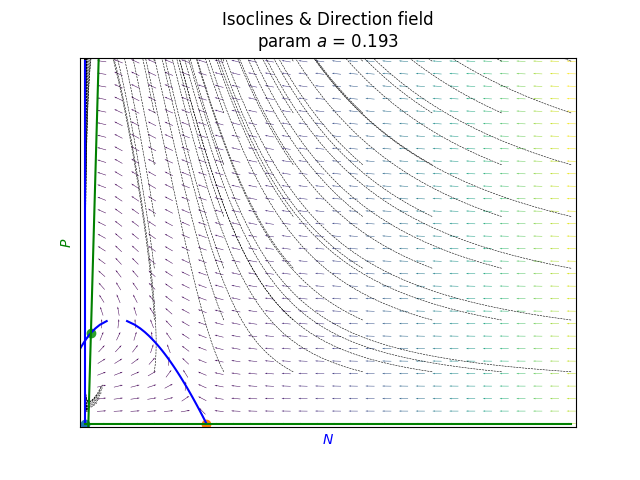 Isoclines & Direction field
param a = 0.193
P
N